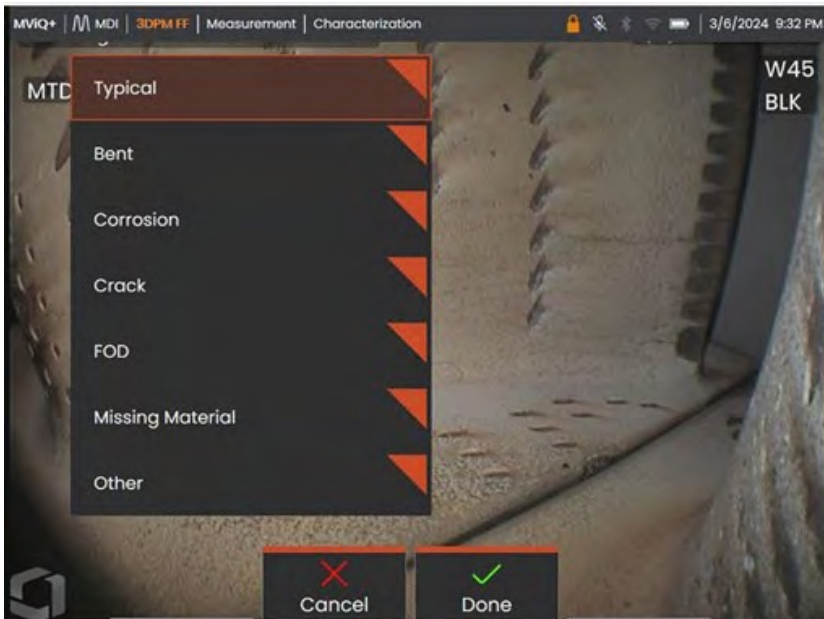 MViQ+ | MDI | 3DPM FF | Measurement | Characterization | 3/6/2024 9:32 PM
MTD
W45
BLK
Typical
Bent
Corrosion
Crack
FOD
Missing Material
Other
Cancel
Done